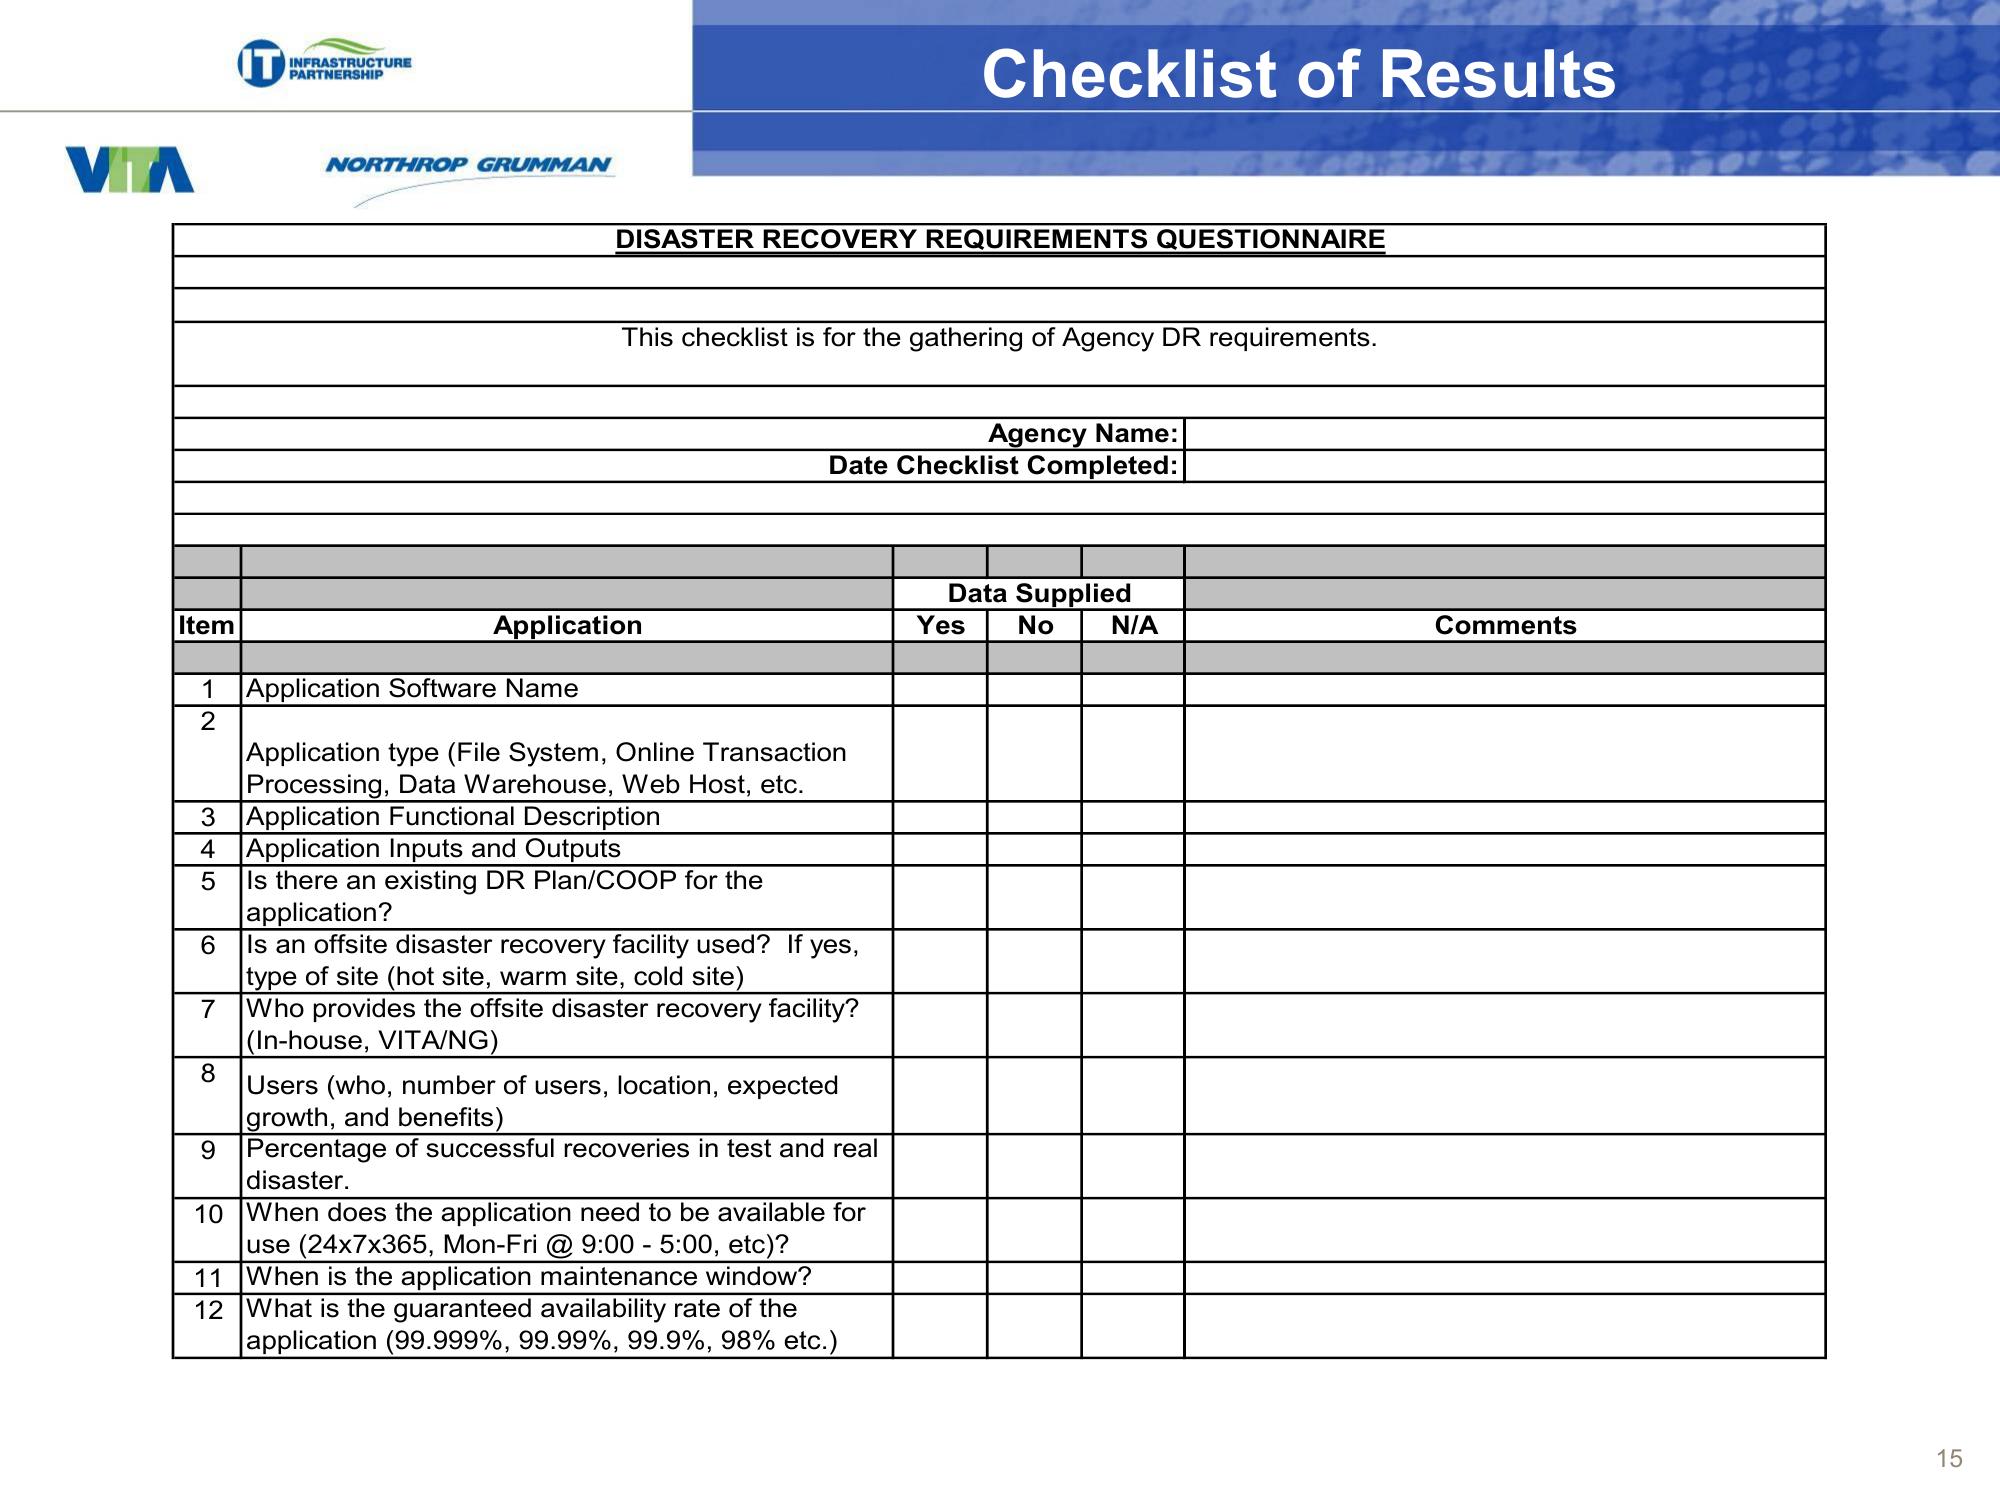 IT INFRASTRUCTURE
PARTNERSHIP
Checklist of Results
VITA
NORTHROP GRUMMAN
DISASTER RECOVERY REQUIREMENTS QUESTIONNAIRE
This checklist is for the gathering of Agency DR requirements.
Agency Name:
Date Checklist Completed:
Data Supplied
Item Application Yes No N/A Comments
1 Application Software Name
2
Application type (File System, Online Transaction
Processing, Data Warehouse, Web Host, etc.
3 Application Functional Description
4 Application Inputs and Outputs
5 Is there an existing DR Plan/COOP for the
application?
6 Is an offsite disaster recovery facility used?  If yes,
type of site (hot site, warm site, cold site)
7 Who provides the offsite disaster recovery facility?
(In-house, VITA/NG)
8 Users (who, number of users, location, expected
growth, and benefits)
9 Percentage of successful recoveries in test and real
disaster.
10 When does the application need to be available for
use (24x7x365, Mon-Fri @ 9:00 - 5:00, etc)?
11 When is the application maintenance window?
12 What is the guaranteed availability rate of the
application (99.999%, 99.99%, 99.9%, 98% etc.)
15